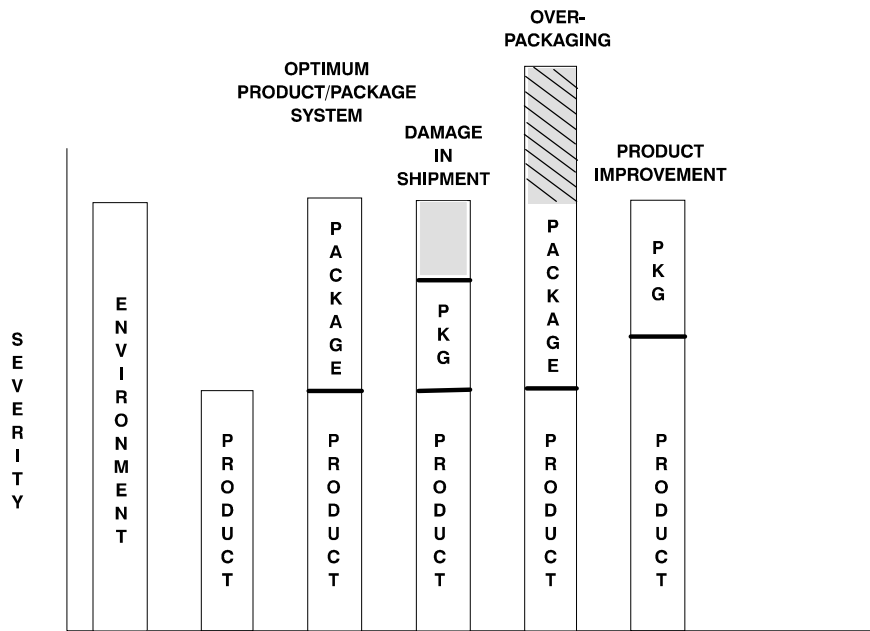 OVER-
PACKAGING
OPTIMUM
PRODUCT/PACKAGE
SYSTEM
DAMAGE
IN
SHIPMENT
PRODUCT
IMPROVEMENT
SEVERITY
ENVIRONMENT
PRODUCT
PACKAGE
PRODUCT
PKG
PRODUCT
PACKAGE
PRODUCT
PKG
PRODUCT